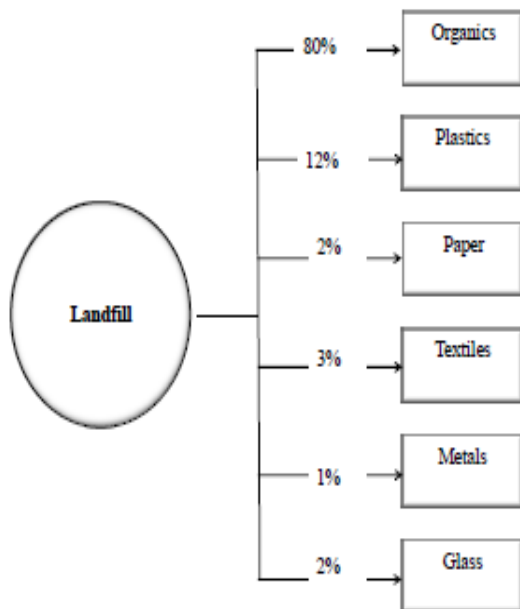 80%
Organics
12%
Plastics
2%
Paper
Landfill
3%
Textiles
1%
Metals
2%
Glass